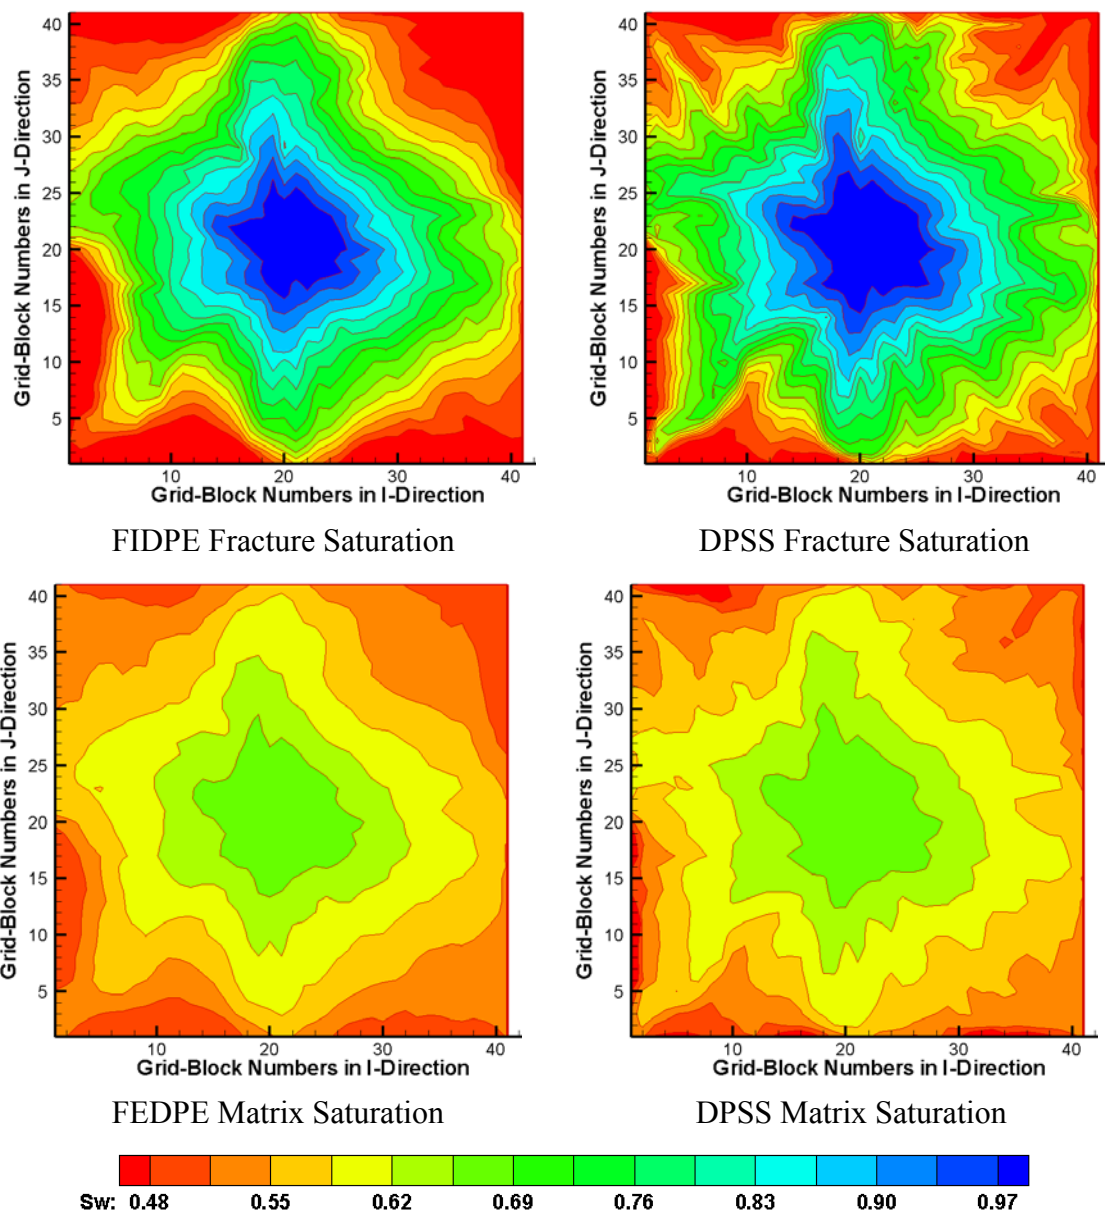 40
35
30
25
20
15
10
5
Grid-Block Numbers in J-Direction
10 20 30 40
Grid-Block Numbers in I-Direction
40
35
30
25
20
15
10
5
Grid-Block Numbers in J-Direction
10 20 30 40
Grid-Block Numbers in I-Direction
FIDPE Fracture Saturation
DPSS Fracture Saturation
40
35
30
25
20
15
10
5
Grid-Block Numbers in J-Direction
10 20 30 40
Grid-Block Numbers in I-Direction
40
35
30
25
20
15
10
5
Grid-Block Numbers in J-Direction
10 20 30 40
Grid-Block Numbers in I-Direction
FEDPE Matrix Saturation
DPSS Matrix Saturation
Sw: 0.48 0.55 0.62 0.69 0.76 0.83 0.90 0.97